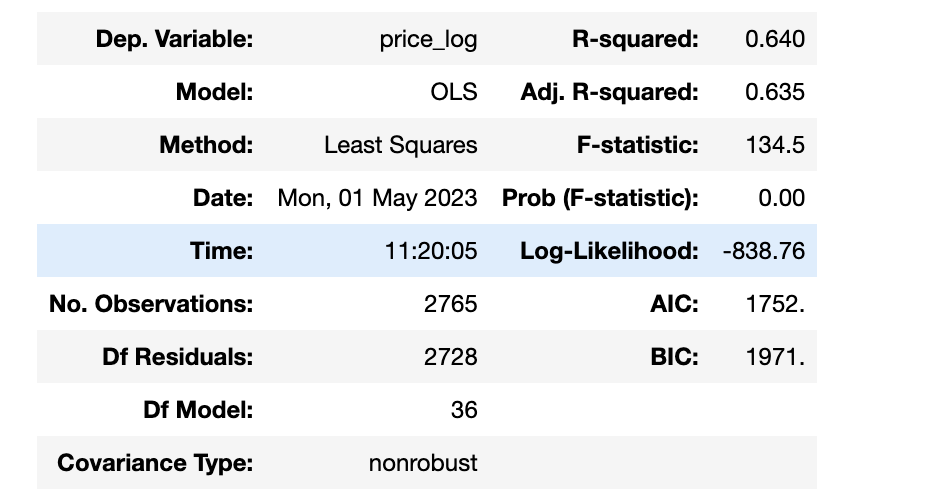 Dep. Variable: price_log R-squared: 0.640
Model: OLS Adj. R-squared: 0.635
Method: Least Squares F-statistic: 134.5
Date: Mon, 01 May 2023 Prob (F-statistic): 0.00
Time: 11:20:05 Log-Likelihood: -838.76
No. Observations: 2765 AIC: 1752.
Df Residuals: 2728 BIC: 1971.
Df Model: 36
Covariance Type: nonrobust